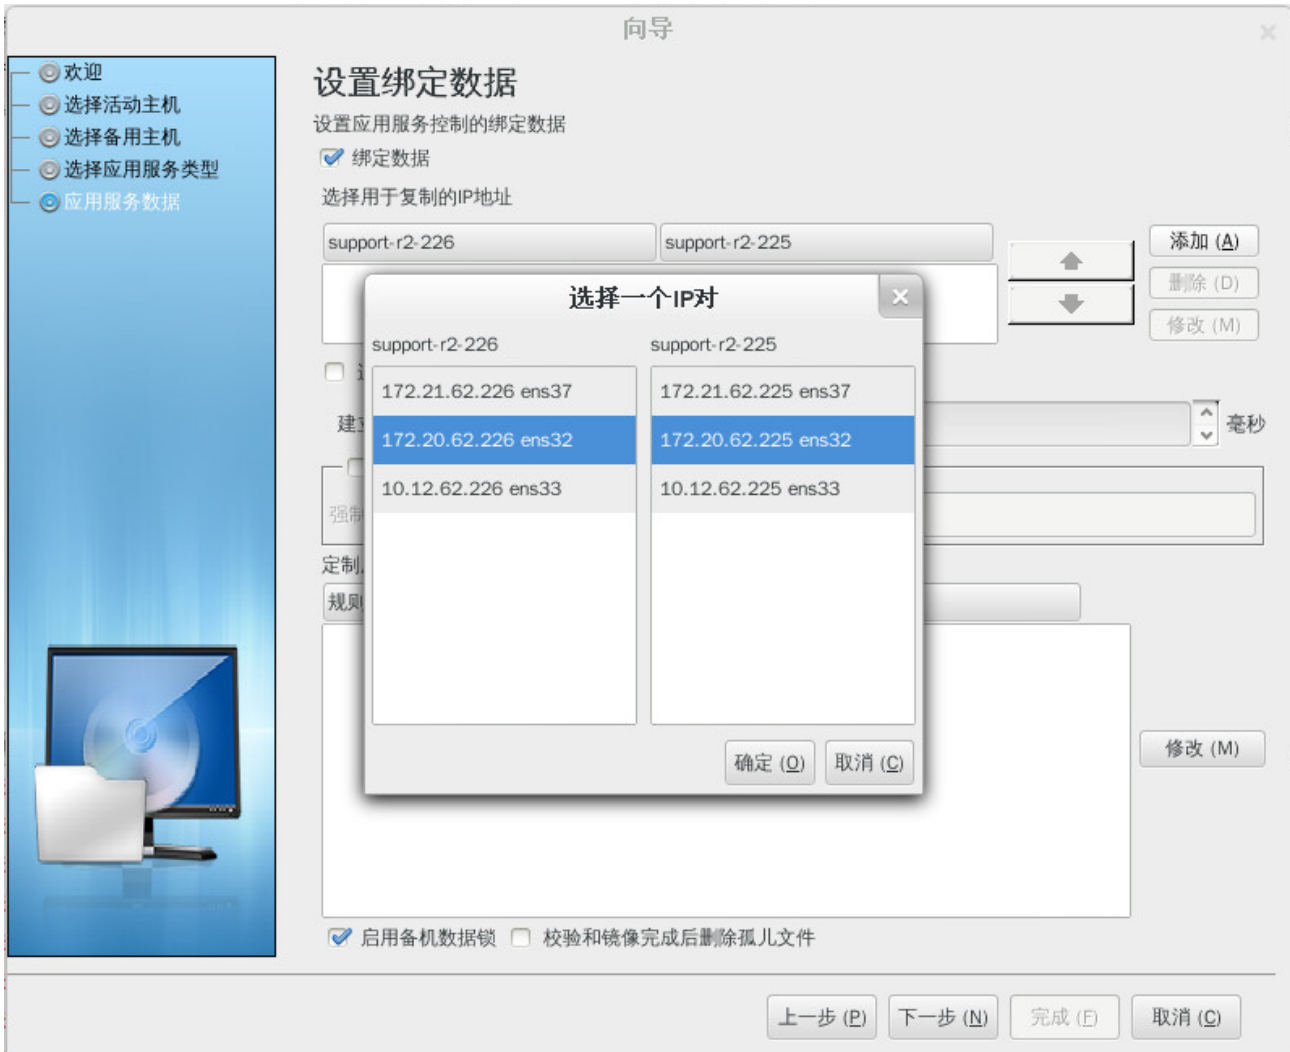 向导
欢迎
选择活动主机
选择备用主机
选择应用服务类型
应用服务数据
设置绑定数据
设置应用服务控制的绑定数据
绑定数据
选择用于复制的IP地址
support-r2-226 support-r2-225
添加 (A)
删除 (D)
修改 (M)
选择一个IP对
support-r2-226 support-r2-225
172.21.62.226 ens37 172.21.62.225 ens37
172.20.62.226 ens32 172.20.62.225 ens32
10.12.62.226 ens33 10.12.62.225 ens33
确定 (O) 取消 (C)
毫秒
强制
定制
规则
修改 (M)
启用备机数据锁 校验和镜像完成后删除孤儿文件
上一步 (P) 下一步 (N) 完成 (F) 取消 (C)